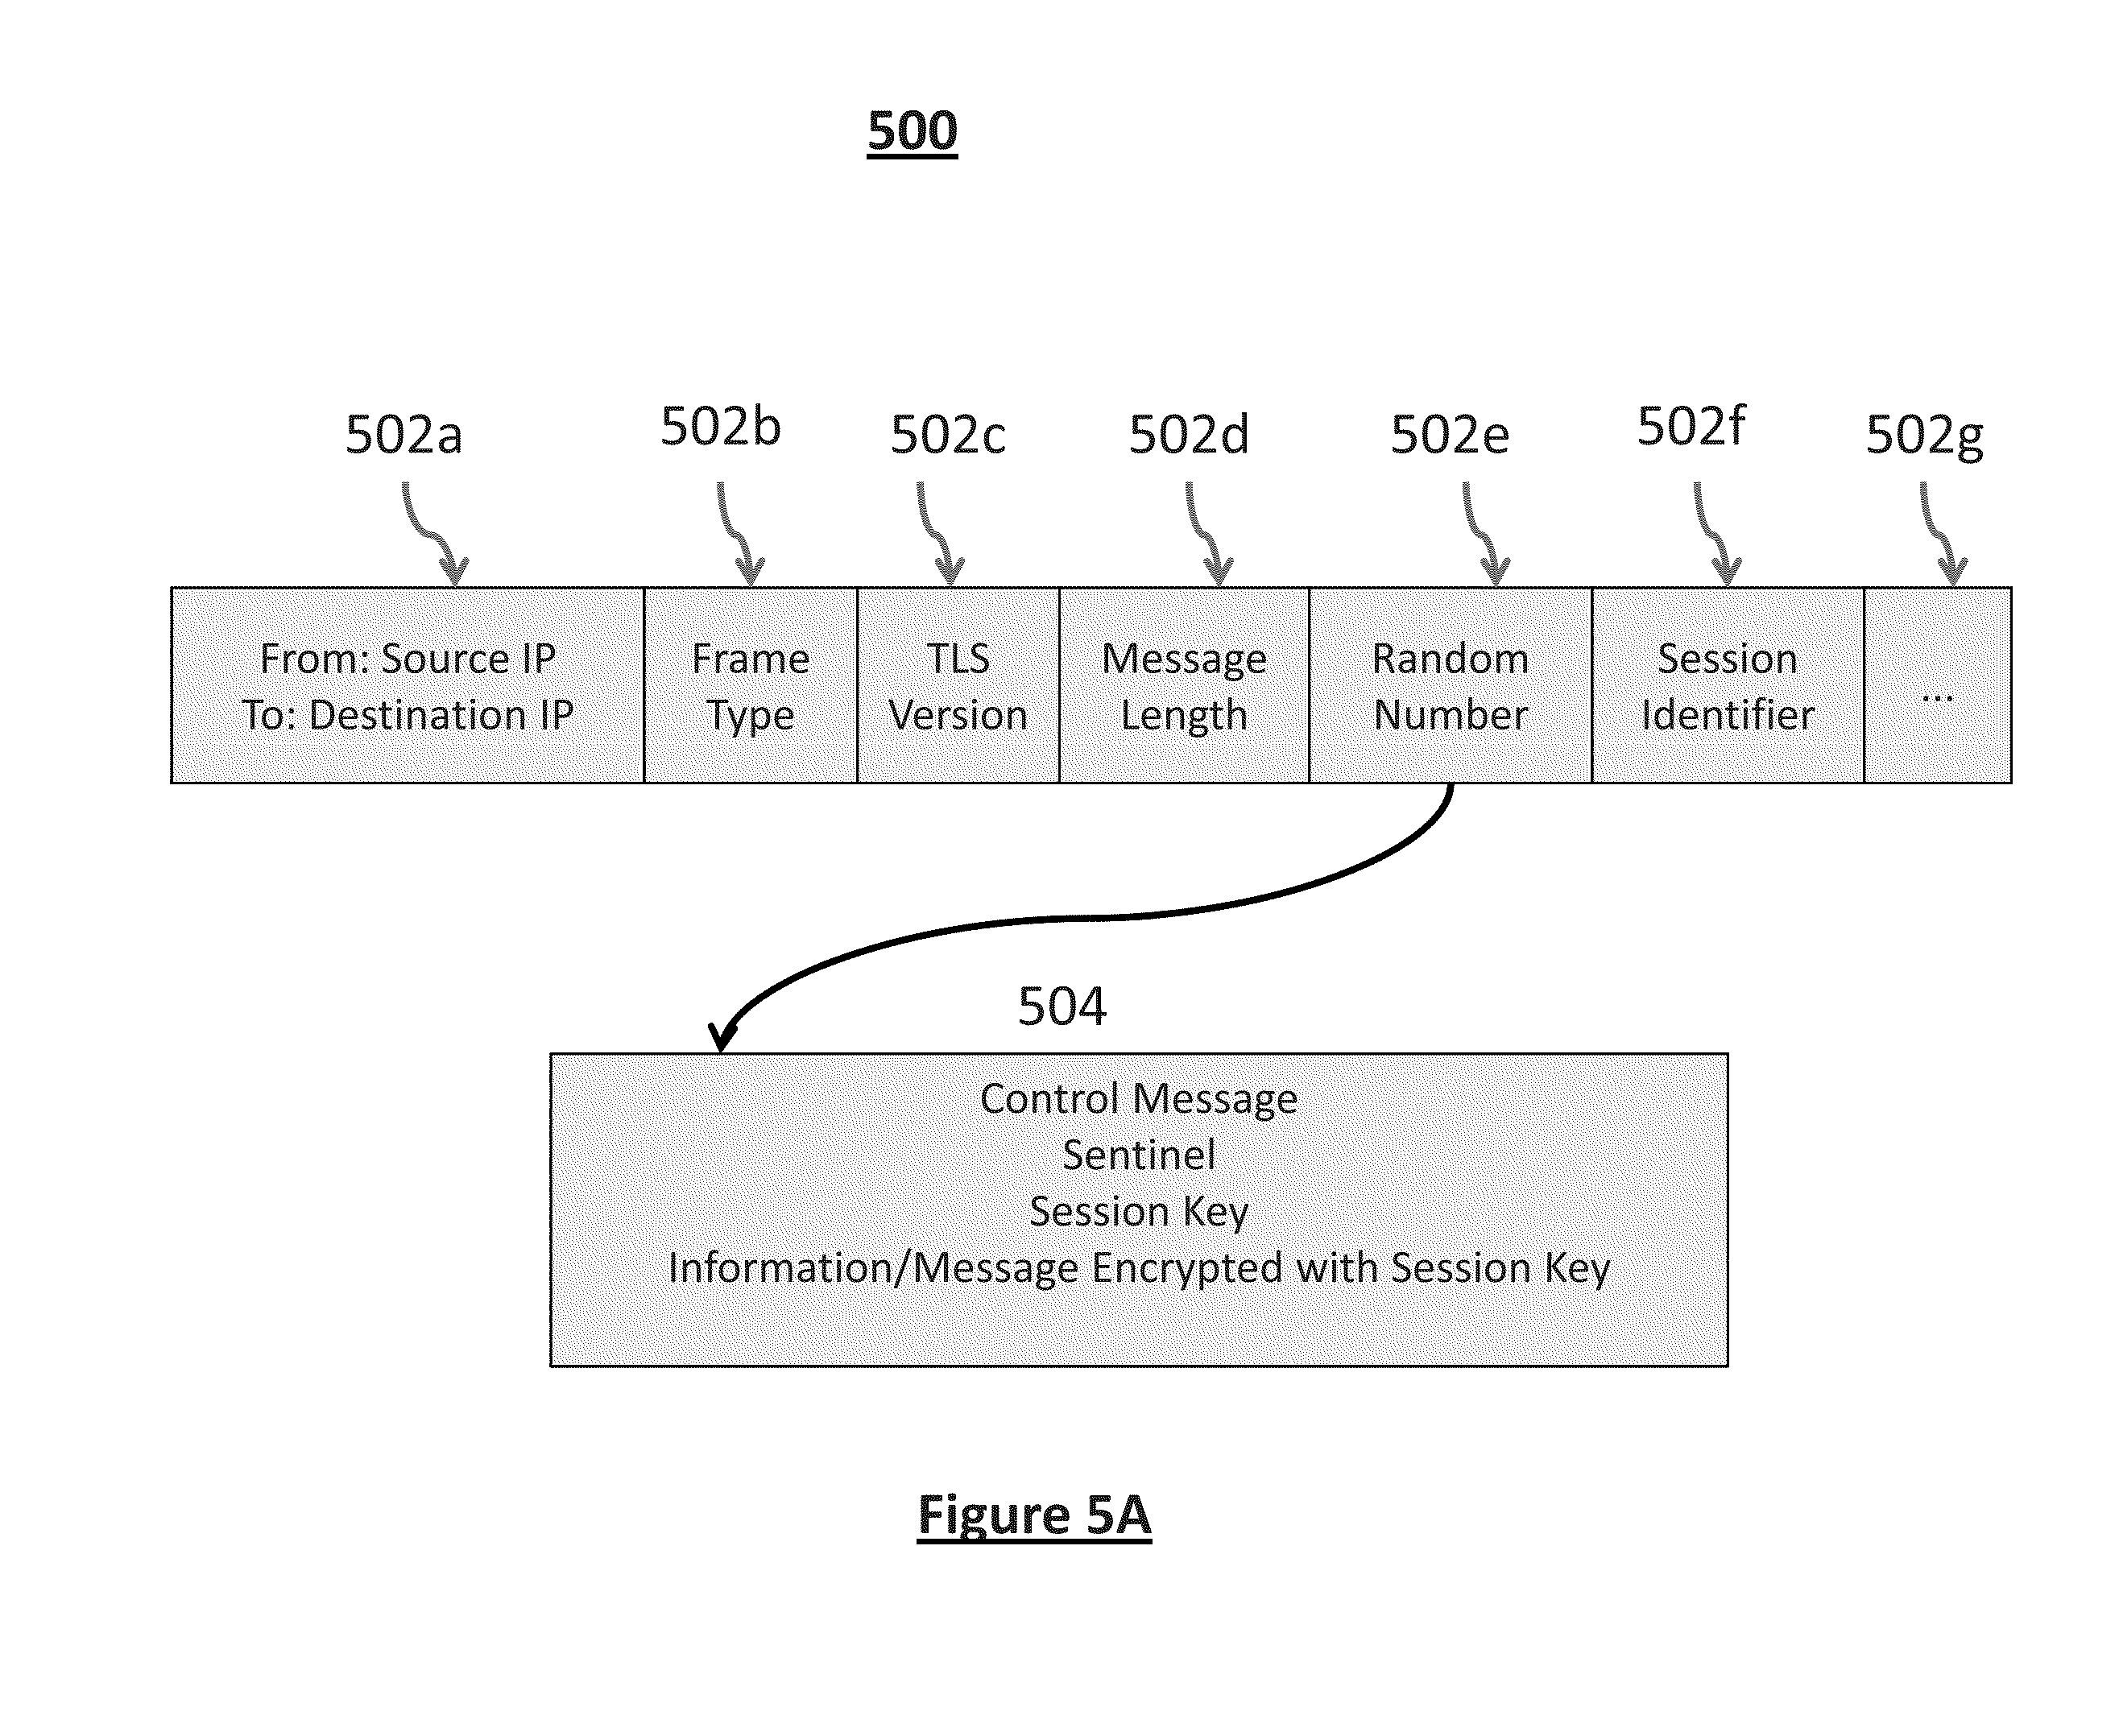 500
502a
502b
502c
502d
502e
502f
502g
From: Source IP
To: Destination IP
Frame
Type
TLS
Version
Message
Length
Random
Number
Session
Identifier
...
504
Control Message
Sentinel
Session Key
Information/Message Encrypted with Session Key
Figure 5A